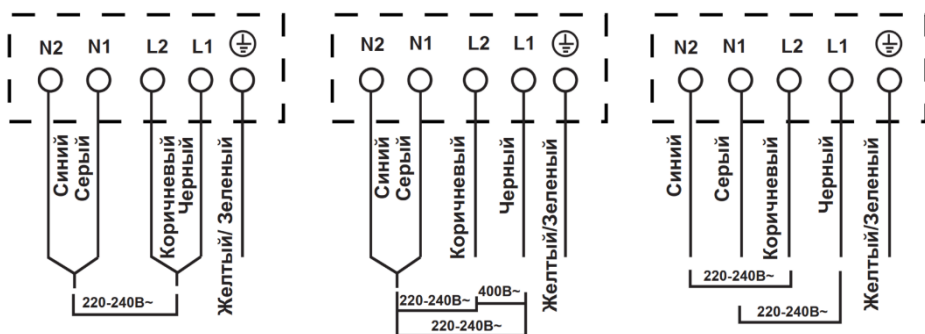 N2 N1 L2 L1
Синий
Серый
Коричневый
Черный
Желтый/ Зеленый
220-240В~
N2 N1 L2 L1
Синий
Серый
Коричневый
Черный
Желтый/Зеленый
220-240В~
400В~
220-240В~
N2 N1 L2 L1
Синий
Серый
Коричневый
Черный
Желтый/Зеленый
220-240В~
220-240В~